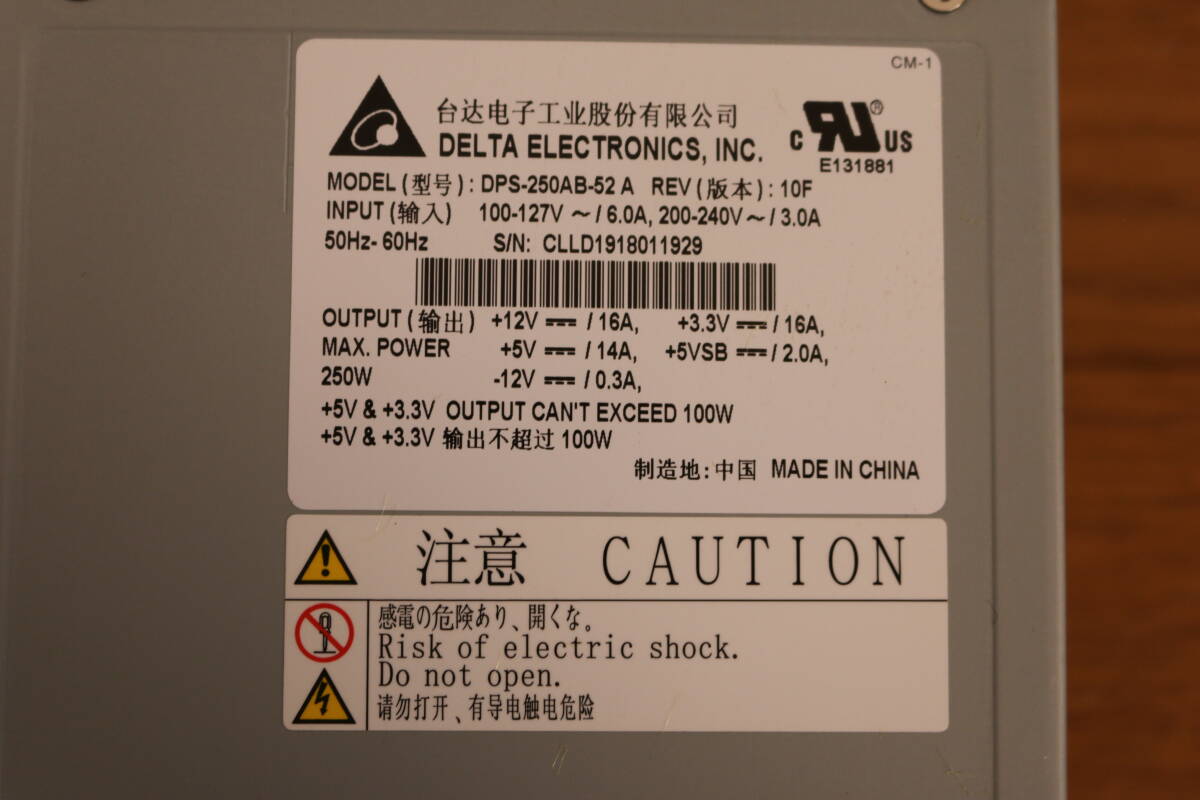 CM-1
台达电子工业股份有限公司
DELTA ELECTRONICS, INC.
C RU® US
E131881
MODEL (型号) : DPS-250AB-52 A REV (版本) : 10F
INPUT (输入) 100-127V ～ / 6.0A, 200-240V ～ / 3.0A
50Hz- 60Hz S/N: CLLD1918011929
OUTPUT (输出) +12V ⎓ / 16A, +3.3V ⎓ / 16A,
MAX. POWER +5V ⎓ / 14A, +5VSB ⎓ / 2.0A,
250W -12V ⎓ / 0.3A,
+5V & +3.3V OUTPUT CAN'T EXCEED 100W
+5V & +3.3V 输出不超过 100W
制造地: 中国 MADE IN CHINA
注意 CAUTION
感電の危険あり、開くな。
Risk of electric shock.
Do not open.
请勿打开、有导电触电危险